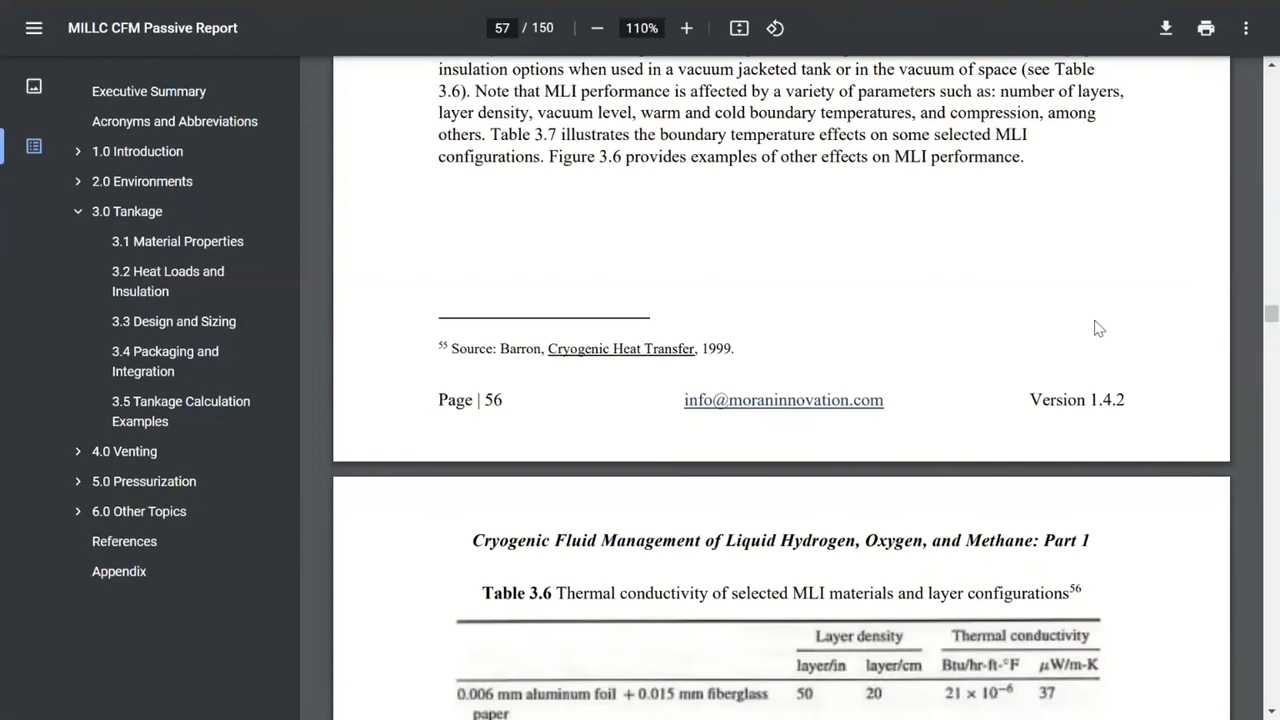 MILLC CFM Passive Report
57 / 150
110%
Executive Summary
Acronyms and Abbreviations
1.0 Introduction
2.0 Environments
3.0 Tankage
3.1 Material Properties
3.2 Heat Loads and
Insulation
3.3 Design and Sizing
3.4 Packaging and
Integration
3.5 Tankage Calculation
Examples
4.0 Venting
5.0 Pressurization
6.0 Other Topics
References
Appendix
insulation options when used in a vacuum jacketed tank or in the vacuum of space (see Table
3.6). Note that MLI performance is affected by a variety of parameters such as: number of layers,
layer density, vacuum level, warm and cold boundary temperatures, and compression, among
others. Table 3.7 illustrates the boundary temperature effects on some selected MLI
configurations. Figure 3.6 provides examples of other effects on MLI performance.
55 Source: Barron, Cryogenic Heat Transfer, 1999.
Page | 56 info@moraninnovation.com Version 1.4.2
Cryogenic Fluid Management of Liquid Hydrogen, Oxygen, and Methane: Part 1
Table 3.6 Thermal conductivity of selected MLI materials and layer configurations56
Layer density Thermal conductivity
layer/in layer/cm Btu/hr-ft-°F μW/m-K
0.006 mm aluminum foil + 0.015 mm fiberglass 50 20 21 × 10−6 37
paper